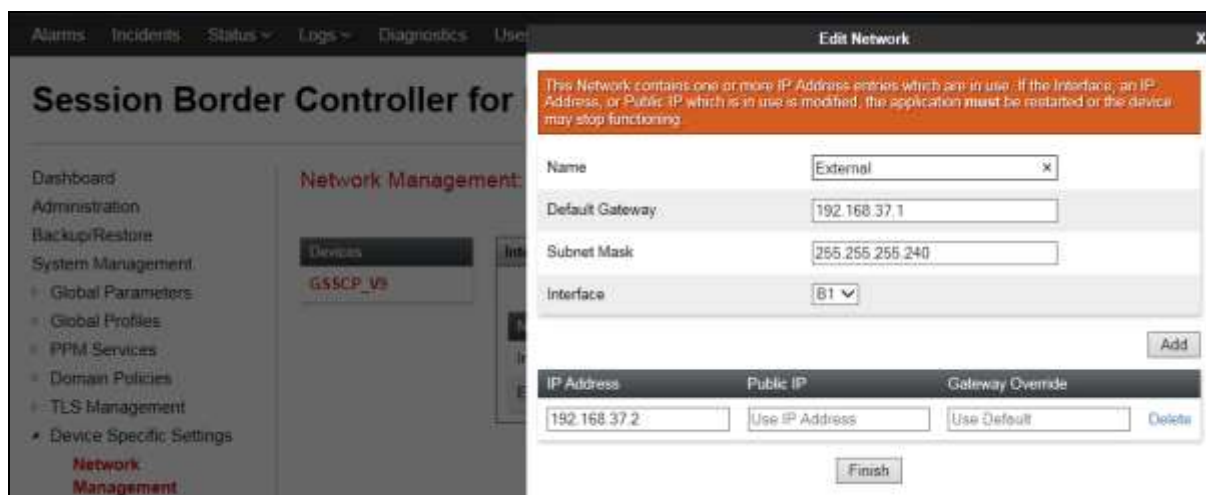 Alarms Incidents Status Logs Diagnostics Use
Edit Network X
Session Border Controller for
This Network contains one or more IP Address entries which are in use. If the Interface, an IP
Address, or Public IP which is in use is modified, the application must be restarted or the device
may stop functioning.
Dashboard
Administration
Backup/Restore
System Management
Global Parameters
Global Profiles
PPM Services
Domain Policies
TLS Management
Device Specific Settings
Network
Management
Network Management:
Devices
GSSCP_V9
Name External ×
Default Gateway 192.168.37.1
Subnet Mask 255.255.255.240
Interface B1
Add
IP Address Public IP Gateway Override
192.168.37.2 Use IP Address Use Default Delete
Finish